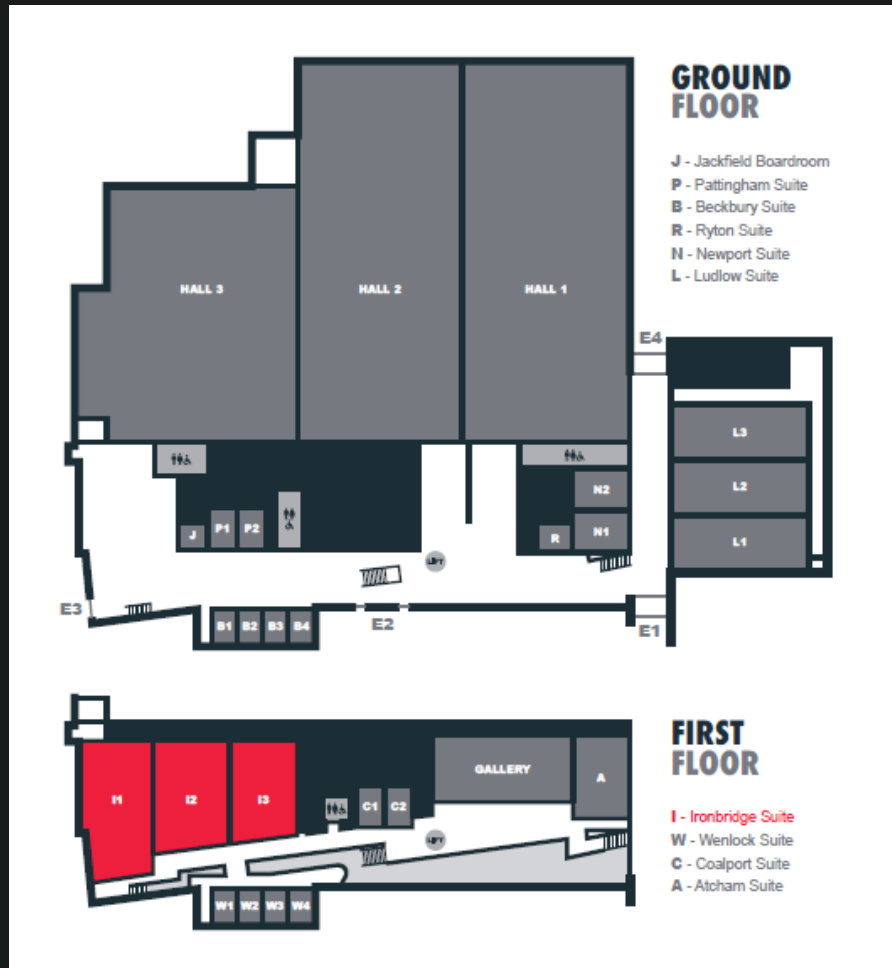 GROUND
FLOOR
J - Jackfield Boardroom
P - Pattingham Suite
B - Beckbury Suite
R - Ryton Suite
N - Newport Suite
L - Ludlow Suite
HALL 3
HALL 2
HALL 1
E4
L3
L2
L1
N2
N1
R
J
P1
P2
LIFT
E3
B1
B2
B3
B4
E2
E1
FIRST
FLOOR
I - Ironbridge Suite
W - Wenlock Suite
C - Coalport Suite
A - Atcham Suite
I1
I2
I3
C1
C2
GALLERY
A
LIFT
W1
W2
W3
W4